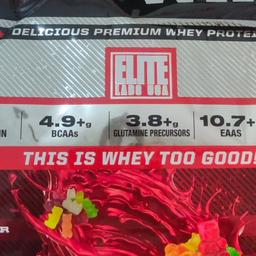 DELICIOUS PREMIUM WHEY PROTEI
ELITE
LABS USA
4.9+g 3.8+g 10.7+
BCAAs GLUTAMINE PRECURSORS EAAS
THIS IS WHEY TOO GOOD!